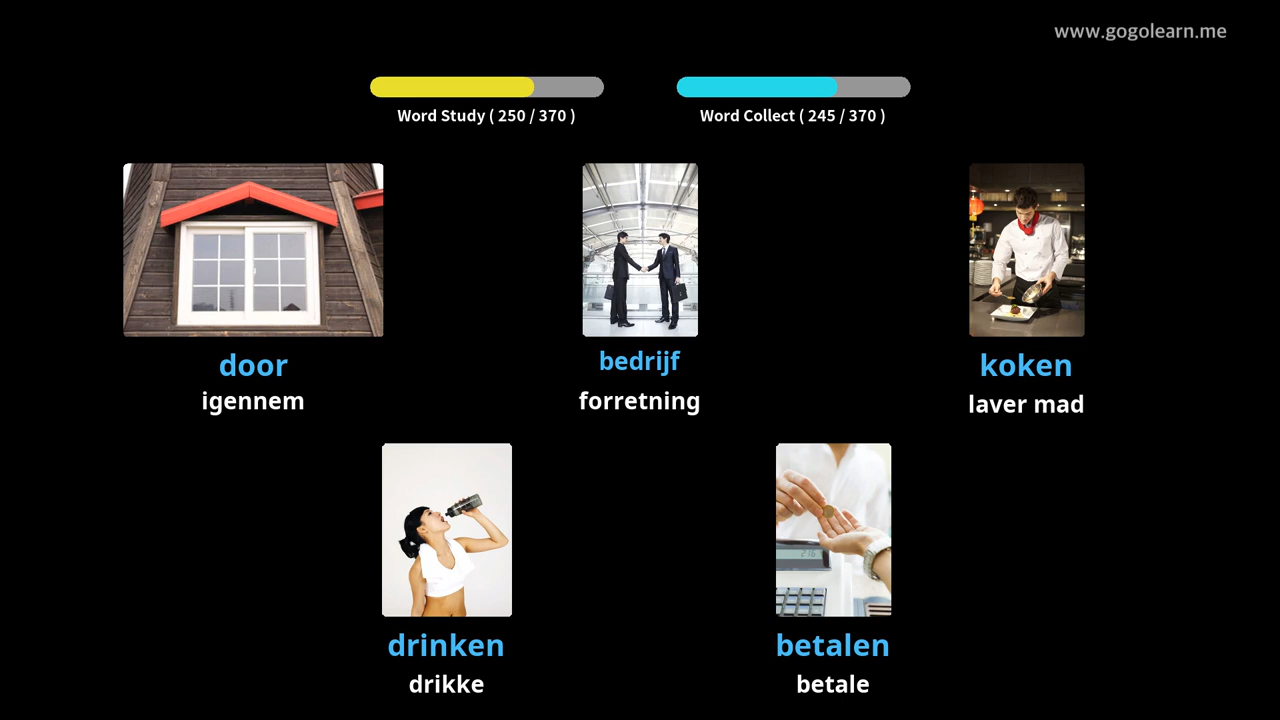 www.gogolearn.me
Word Study ( 250 / 370 )
Word Collect ( 245 / 370 )
door
igennem
bedrijf
forretning
koken
laver mad
drinken
drikke
betalen
betale